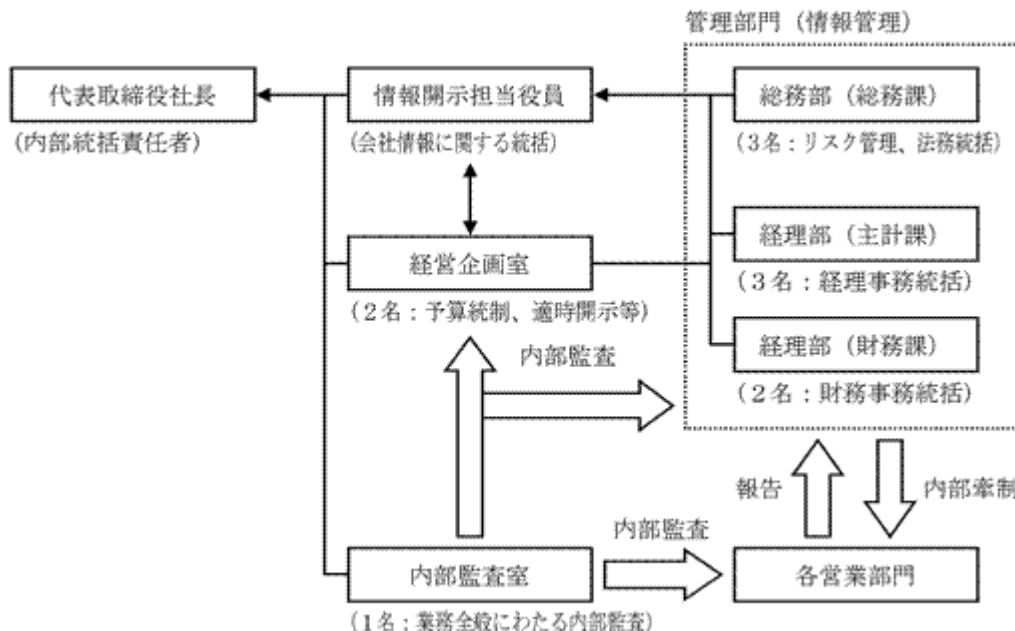 管理部門（情報管理）
代表取締役社長
(内部統括責任者)
情報開示担当役員
(会社情報に関する統括)
総務部（総務課）
(３名：リスク管理、法務統括)
経営企画室
(２名：予算統制、適時開示等)
経理部（主計課）
(３名：経理事務統括)
経理部（財務課）
(２名：財務事務統括)
内部監査
報告
内部牽制
内部監査
内部監査室
(１名：業務全般にわたる内部監査)
各営業部門